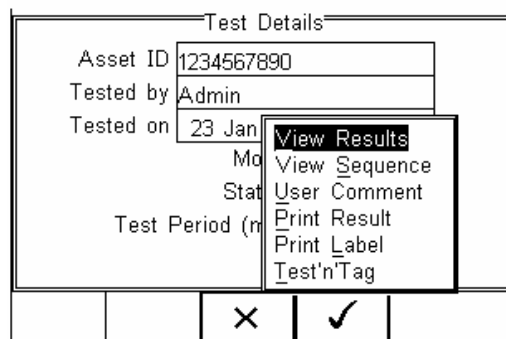 Test Details
Asset ID 1234567890
Tested by Admin
Tested on 23 Jan
Mo
Stat
Test Period (m
View Results
View Sequence
User Comment
Print Result
Print Label
Test'n'Tag